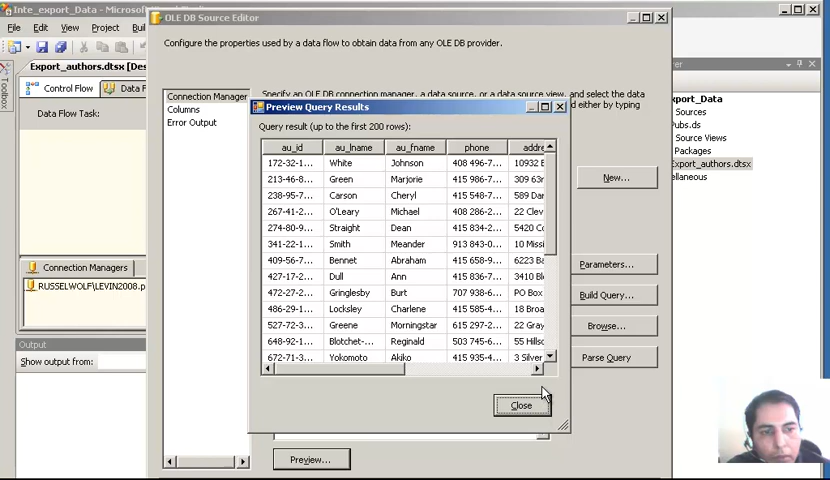 Inte_export_Data - Microsoft
File Edit View Project
Export_authors.dtsx [Des
Control Flow
Data F
Toolbox
Data Flow Task:
Connection Managers
RUSSELWOLF\LEVIN2008.p
Output
Show output from:
OLE DB Source Editor
Configure the properties used by a data flow to obtain data from any OLE DB provider.
Connection Manager
Columns
Error Output
Specify an OLE DB connection manager, a data source, or a data source view, and select the data
ed either by typing
Preview Query Results
Query result (up to the first 200 rows):
au_id au_lname au_fname phone addre
172-32-1... White Johnson 408 496-7... 10932 B
213-46-8... Green Marjorie 415 986-7... 309 63r
238-95-7... Carson Cheryl 415 548-7... 589 Dar
267-41-2... O'Leary Michael 408 286-2... 22 Clev
274-80-9... Straight Dean 415 834-2... 5420 Co
341-22-1... Smith Meander 913 843-0... 10 Missi
409-56-7... Bennet Abraham 415 658-9... 6223 Ba
427-17-2... Dull Ann 415 836-7... 3410 Bl
472-27-2... Gringlesby Burt 707 938-6... PO Box
486-29-1... Locksley Charlene 415 585-4... 18 Broa
527-72-3... Greene Morningstar 615 297-2... 22 Gray
648-92-1... Blotchet-... Reginald 503 745-6... 55 Hillsd
672-71-3... Yokomoto Akiko 415 935-4... 3 Silver
Close
New...
Parameters...
Build Query...
Browse...
Parse Query
Preview...
rer
xport_Data
Sources
Pubs.ds
Source Views
Packages
Export_authors.dtsx
ellaneous